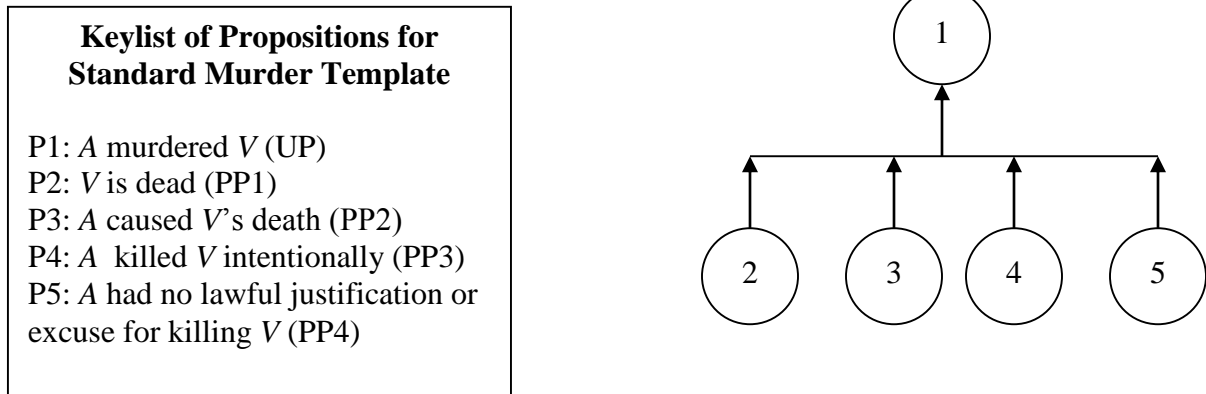 Keylist of Propositions for
Standard Murder Template
P1: A murdered V (UP)
P2: V is dead (PP1)
P3: A caused V’s death (PP2)
P4: A  killed V intentionally (PP3)
P5: A had no lawful justification or
excuse for killing V (PP4)
1
2 3 4 5